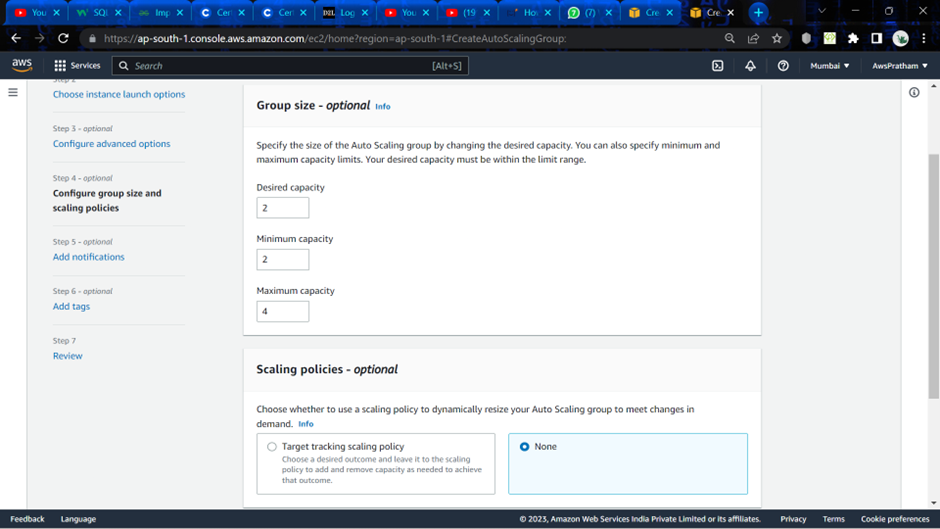 You
SQL
Imp
Cer
Cer
DZL Log
You
(19
Ho
(7)
Cre
Cre
https://ap-south-1.console.aws.amazon.com/ec2/home?region=ap-south-1#CreateAutoScalingGroup:
aws
Services
Search
[Alt+S]
Mumbai
AwsPratham
Choose instance launch options
Step 3 - optional
Configure advanced options
Step 4 - optional
Configure group size and
scaling policies
Step 5 - optional
Add notifications
Step 6 - optional
Add tags
Step 7
Review
Group size - optional Info
Specify the size of the Auto Scaling group by changing the desired capacity. You can also specify minimum and
maximum capacity limits. Your desired capacity must be within the limit range.
Desired capacity
2
Minimum capacity
2
Maximum capacity
4
Scaling policies - optional
Choose whether to use a scaling policy to dynamically resize your Auto Scaling group to meet changes in
demand. Info
Target tracking scaling policy
Choose a desired outcome and leave it to the scaling
policy to add and remove capacity as needed to achieve
that outcome.
None
Feedback
Language
© 2023, Amazon Web Services India Private Limited or its affiliates.
Privacy
Terms
Cookie preferences